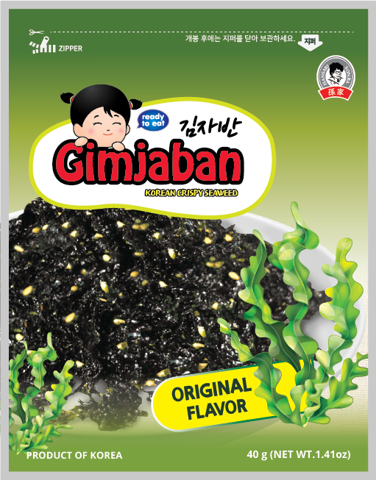 개봉 후에는 지퍼를 닫아 보관하세요.
지퍼
ZIPPER
孫家
ready
to eat
김자반
Gimjaban
KOREAN CRISPY SEAWEED
ORIGINAL
FLAVOR
PRODUCT OF KOREA
40 g (NET WT.1.41oz)